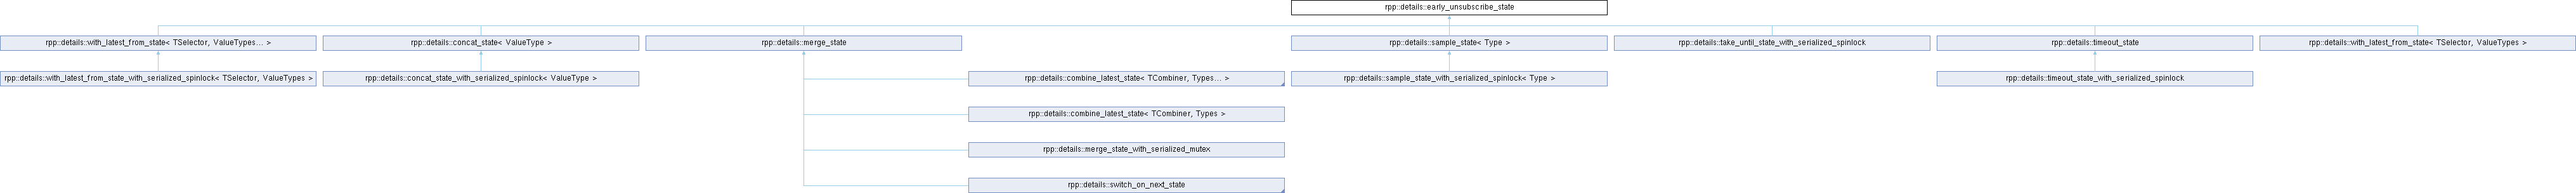 rpp::details::early_unsubscribe_state
rpp::details::with_latest_from_state< TSelector, ValueTypes... >
rpp::details::concat_state< ValueType >
rpp::details::merge_state
rpp::details::sample_state< Type >
rpp::details::take_until_state_with_serialized_spinlock
rpp::details::timeout_state
rpp::details::with_latest_from_state< TSelector, ValueTypes >
rpp::details::with_latest_from_state_with_serialized_spinlock< TSelector, ValueTypes >
rpp::details::concat_state_with_serialized_spinlock< ValueType >
rpp::details::combine_latest_state< TCombiner, Types... >
rpp::details::sample_state_with_serialized_spinlock< Type >
rpp::details::timeout_state_with_serialized_spinlock
rpp::details::combine_latest_state< TCombiner, Types >
rpp::details::merge_state_with_serialized_mutex
rpp::details::switch_on_next_state